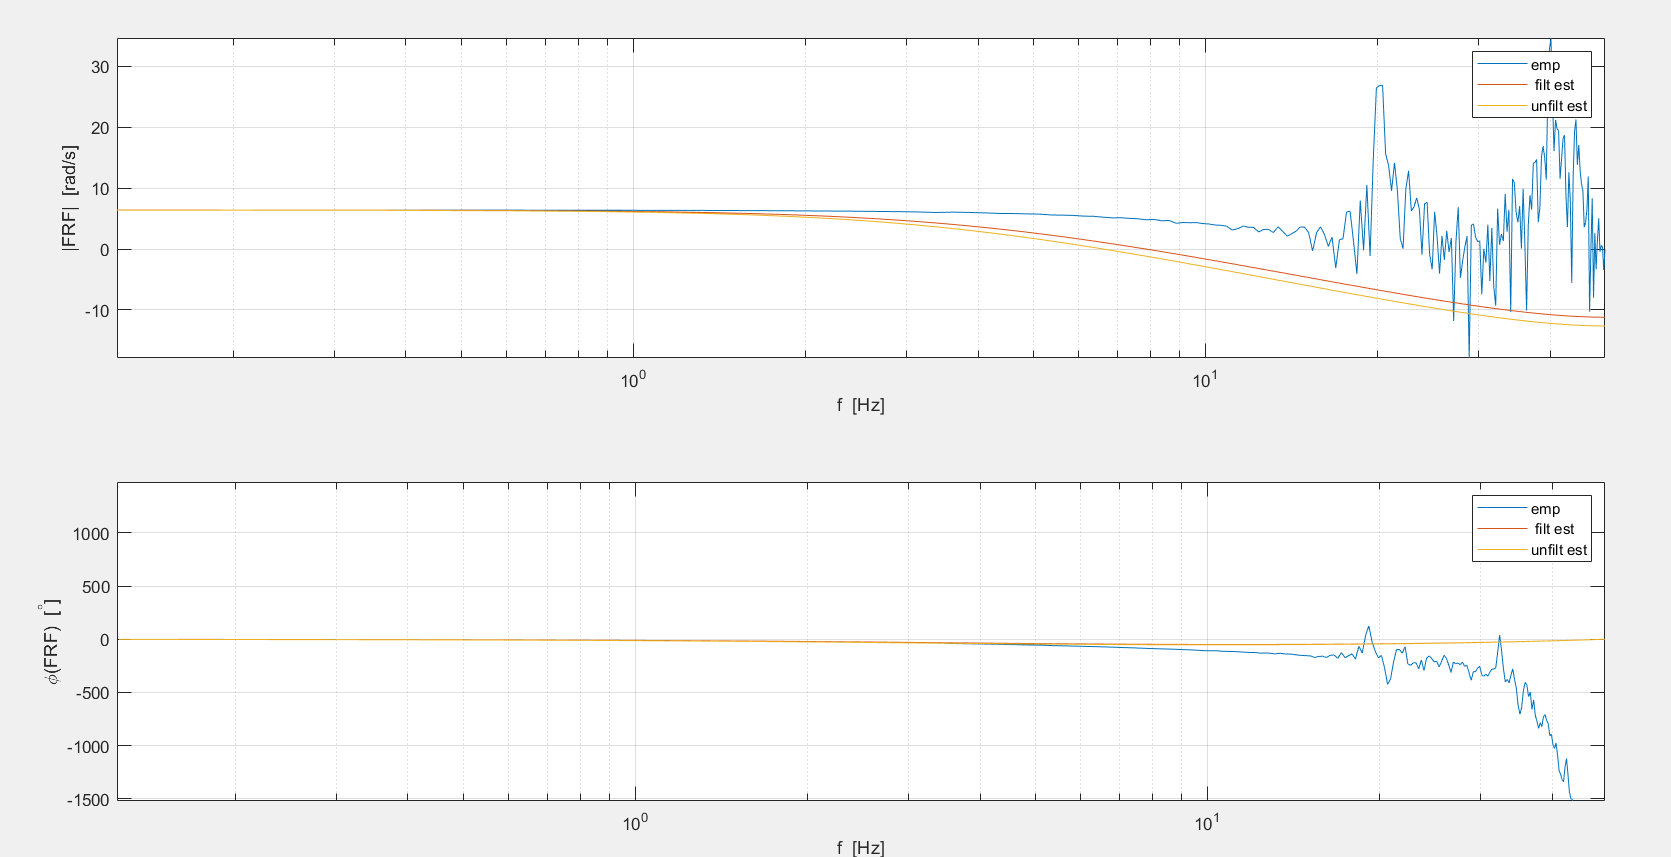 30
20
10
0
-10
|FRF| [rad/s]
emp
filt est
unfilt est
10^0
10^1
f [Hz]
1000
500
0
-500
-1000
-1500
ϕ(FRF) [°]
emp
filt est
unfilt est
10^0
10^1
f [Hz]